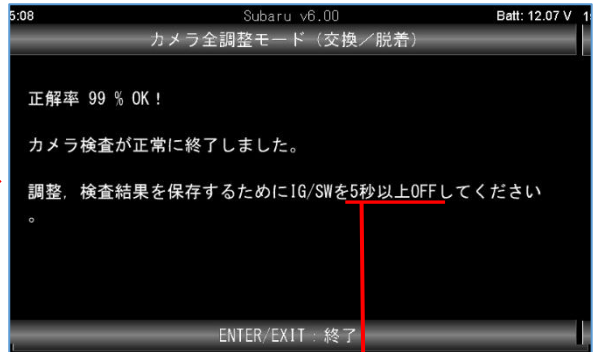 5:08 Subaru v6.00 Batt: 12.07 V 1
カメラ全調整モード（交換／脱着）
正解率 99 % OK！
カメラ検査が正常に終了しました。
調整，検査結果を保存するためにIG/SWを5秒以上OFFしてください
。
ENTER/EXIT：終了